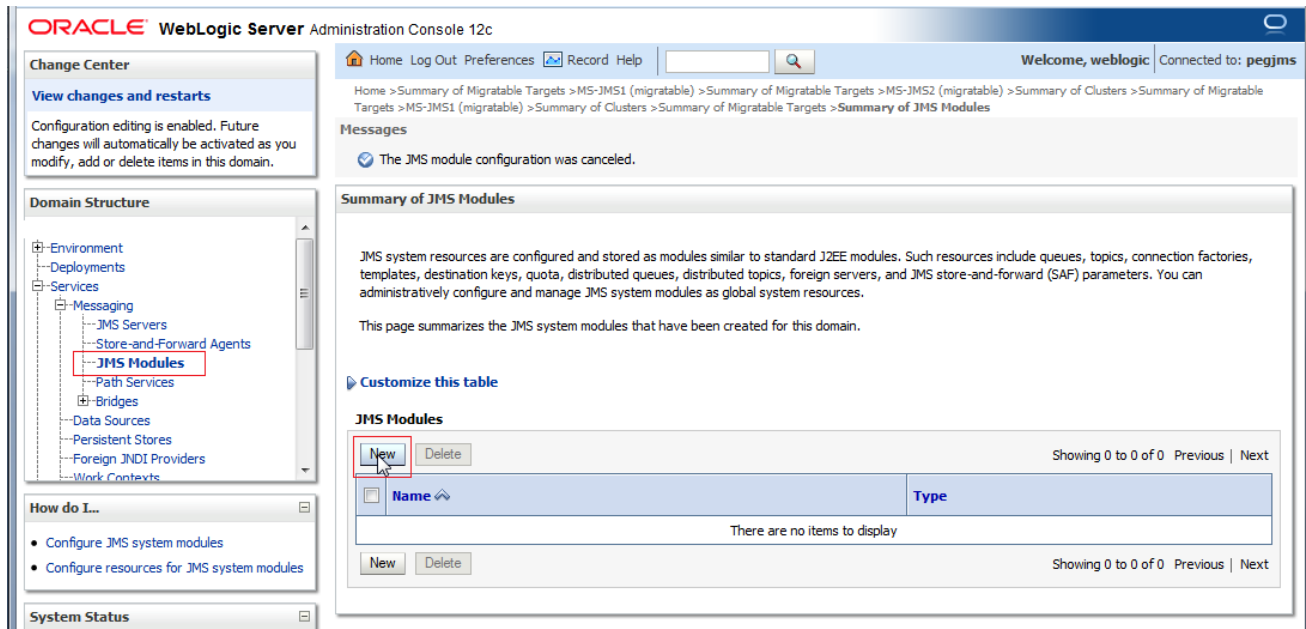 ORACLE WebLogic Server Administration Console 12c
Change Center
View changes and restarts
Configuration editing is enabled. Future
changes will automatically be activated as you
modify, add or delete items in this domain.
Domain Structure
Environment
Deployments
Services
Messaging
JMS Servers
Store-and-Forward Agents
JMS Modules
Path Services
Bridges
Data Sources
Persistent Stores
Foreign JNDI Providers
Work Contexts
How do I...
Configure JMS system modules
Configure resources for JMS system modules
System Status
Home Log Out Preferences Record Help
Welcome, weblogic Connected to: pegjms
Home >Summary of Migratable Targets >MS-JMS1 (migratable) >Summary of Migratable Targets >MS-JMS2 (migratable) >Summary of Clusters >Summary of Migratable
Targets >MS-JMS1 (migratable) >Summary of Clusters >Summary of Migratable Targets >Summary of JMS Modules
Messages
The JMS module configuration was canceled.
Summary of JMS Modules
JMS system resources are configured and stored as modules similar to standard J2EE modules. Such resources include queues, topics, connection factories,
templates, destination keys, quota, distributed queues, distributed topics, foreign servers, and JMS store-and-forward (SAF) parameters. You can
administratively configure and manage JMS system modules as global system resources.
This page summarizes the JMS system modules that have been created for this domain.
Customize this table
JMS Modules
New Delete Showing 0 to 0 of 0 Previous | Next
Name Type
There are no items to display
New Delete Showing 0 to 0 of 0 Previous | Next